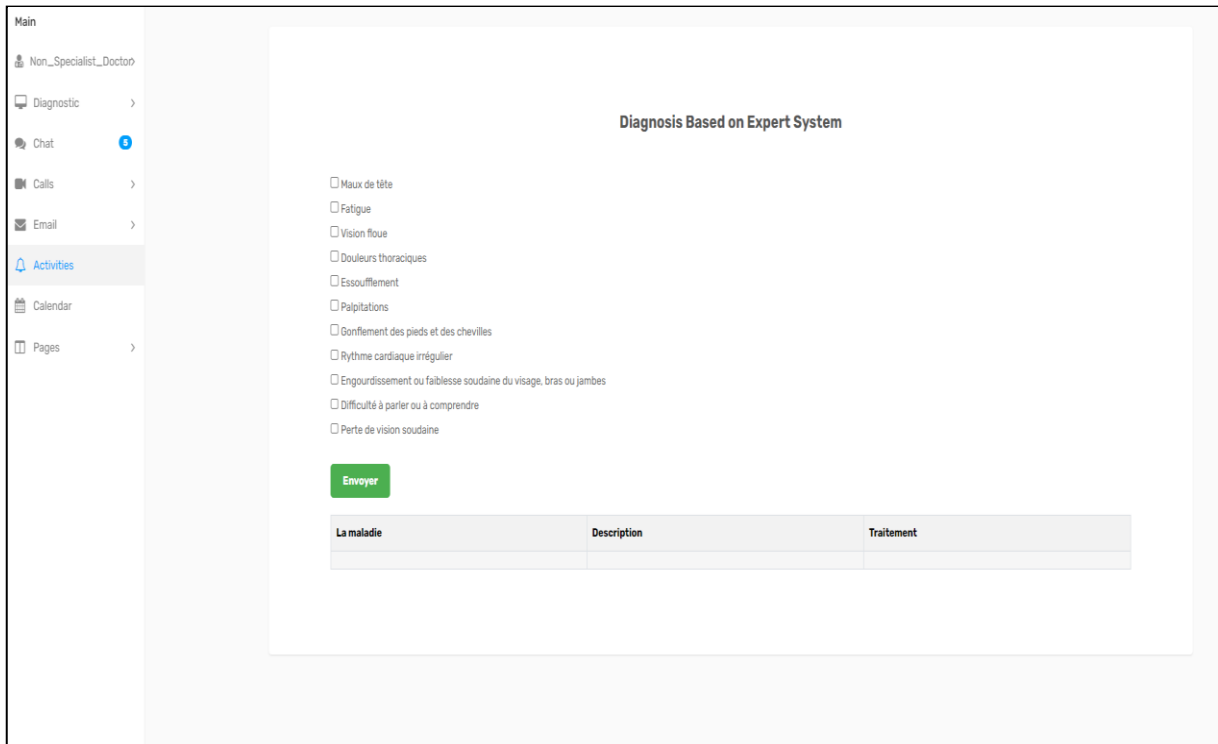 Main
Non_Specialist_Doctor
Diagnostic
Chat 5
Calls
Email
Activities
Calendar
Pages
Diagnosis Based on Expert System
Maux de tête
Fatigue
Vision floue
Douleurs thoraciques
Essoufflement
Palpitations
Gonflement des pieds et des chevilles
Rythme cardiaque irrégulier
Engourdissement ou faiblesse soudaine du visage, bras ou jambes
Difficulté à parler ou à comprendre
Perte de vision soudaine
Envoyer
La maladie Description Traitement